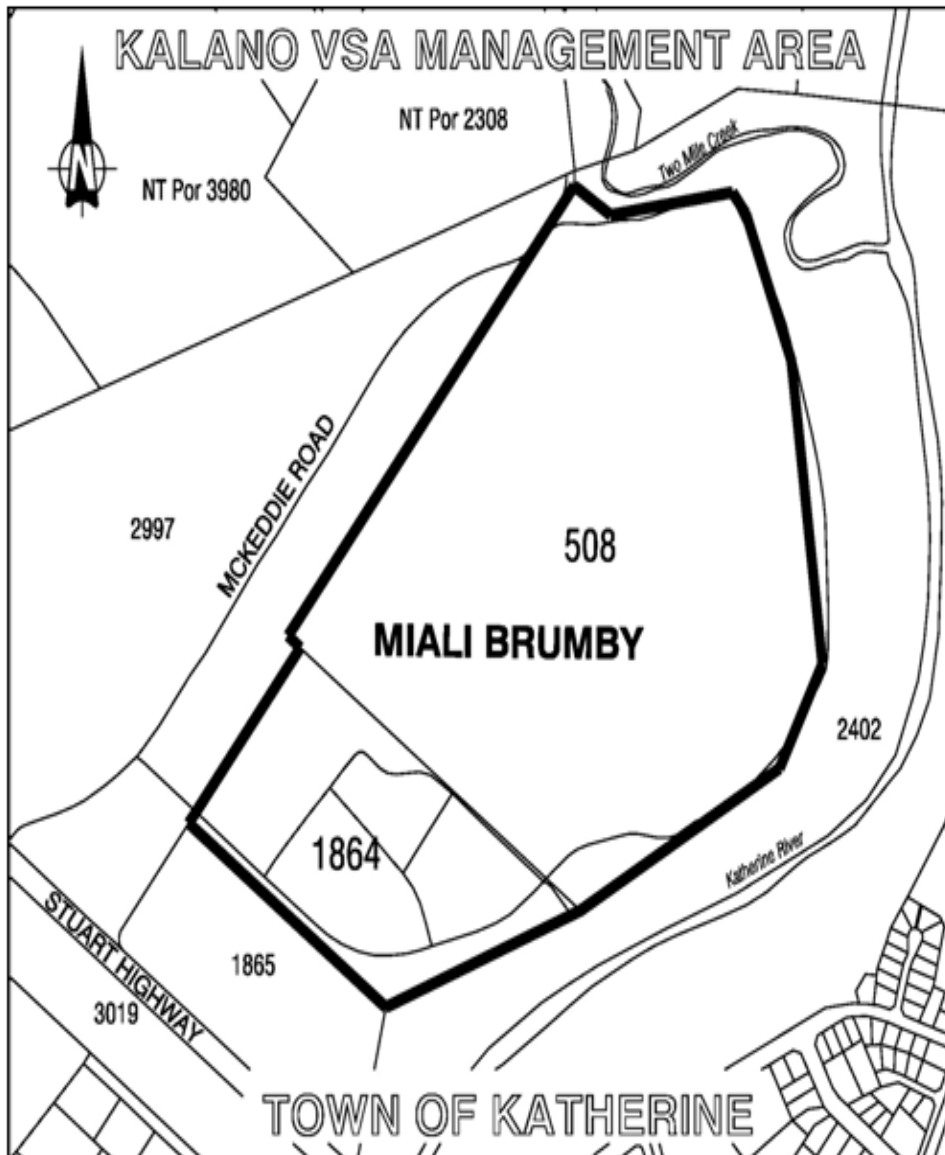 KALANO VSA MANAGEMENT AREA
NT Por 2308
Two Mile Creek
N
NT Por 3980
MCKEDDIE ROAD
2997
508
MIALI BRUMBY
2402
1864
Katherine River
STUART HIGHWAY
1865
3019
TOWN OF KATHERINE